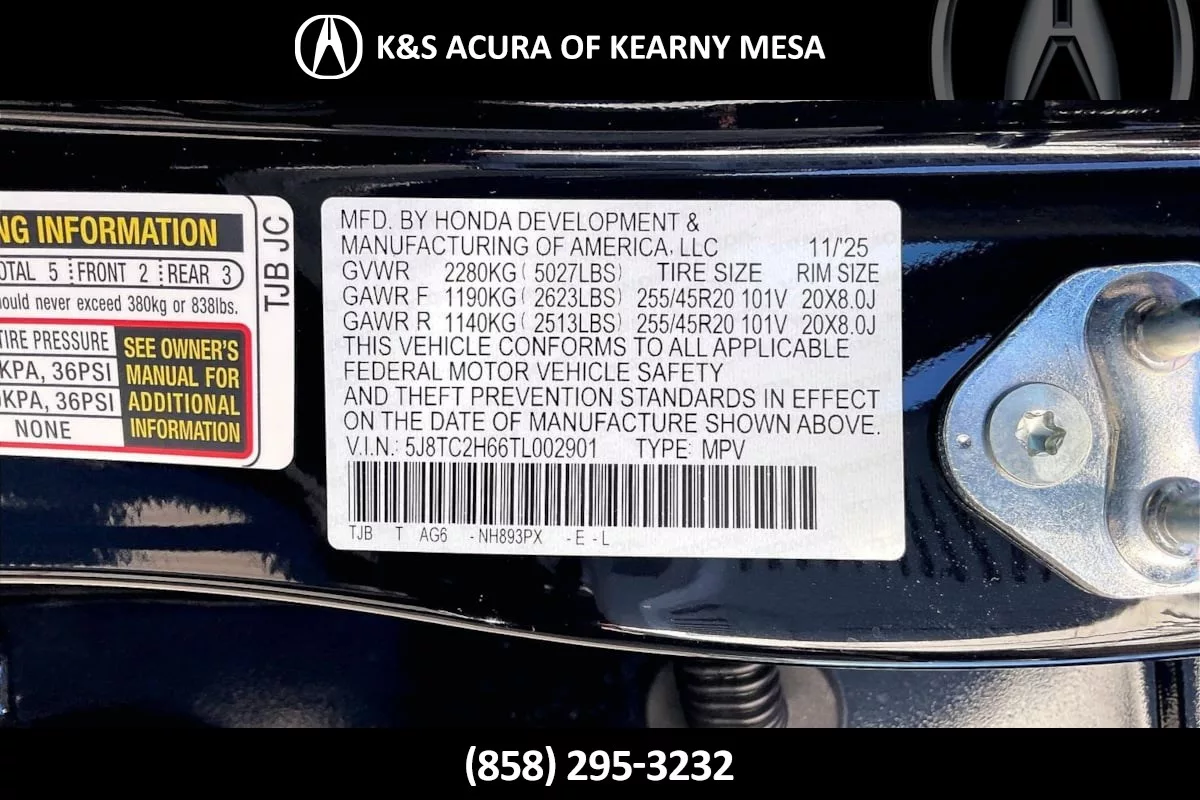 K&S ACURA OF KEARNY MESA
NG INFORMATION
OTAL 5 FRONT 2 REAR 3
ould never exceed 380kg or 838lbs.
TIRE PRESSURE
KPA, 36PSI
KPA, 36PSI
NONE
SEE OWNER'S
MANUAL FOR
ADDITIONAL
INFORMATION
TJB JC
MFD. BY HONDA DEVELOPMENT &
MANUFACTURING OF AMERICA, LLC 11/'25
GVWR 2280KG ( 5027LBS) TIRE SIZE RIM SIZE
GAWR F 1190KG ( 2623LBS) 255/45R20 101V 20X8.0J
GAWR R 1140KG ( 2513LBS) 255/45R20 101V 20X8.0J
THIS VEHICLE CONFORMS TO ALL APPLICABLE
FEDERAL MOTOR VEHICLE SAFETY
AND THEFT PREVENTION STANDARDS IN EFFECT
ON THE DATE OF MANUFACTURE SHOWN ABOVE.
V.I.N.: 5J8TC2H66TL002901 TYPE: MPV
TJB T AG6 -NH893PX -E-L
(858) 295-3232